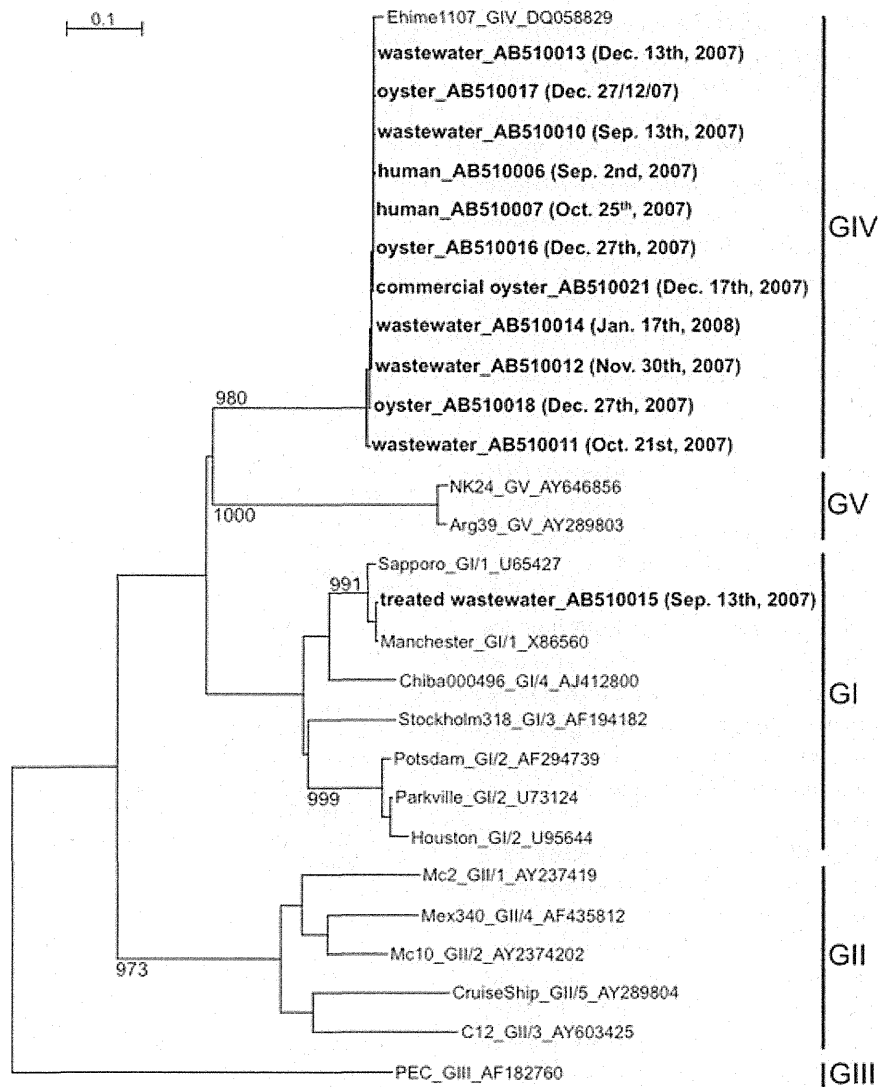 0.1
Ehime1107_GIV_DQ058829
wastewater_AB510013 (Dec. 13th, 2007)
oyster_AB510017 (Dec. 27/12/07)
wastewater_AB510010 (Sep. 13th, 2007)
human_AB510006 (Sep. 2nd, 2007)
human_AB510007 (Oct. 25th, 2007)
GIV
oyster_AB510016 (Dec. 27th, 2007)
commercial oyster_AB510021 (Dec. 17th, 2007)
wastewater_AB510014 (Jan. 17th, 2008)
wastewater_AB510012 (Nov. 30th, 2007)
980
oyster_AB510018 (Dec. 27th, 2007)
wastewater_AB510011 (Oct. 21st, 2007)
NK24_GV_AY646856
GV
1000
Arg39_GV_AY289803
Sapporo_GI/1_U65427
991
treated wastewater_AB510015 (Sep. 13th, 2007)
Manchester_GI/1_X86560
Chiba000496_GI/4_AJ412800
GI
Stockholm318_GI/3_AF194182
Potsdam_GI/2_AF294739
999
Parkville_GI/2_U73124
Houston_GI/2_U95644
Mc2_GII/1_AY237419
Mex340_GII/4_AF435812
Mc10_GII/2_AY2374202
GII
973
CruiseShip_GII/5_AY289804
C12_GII/3_AY603425
PEC_GIII_AF182760
GIII